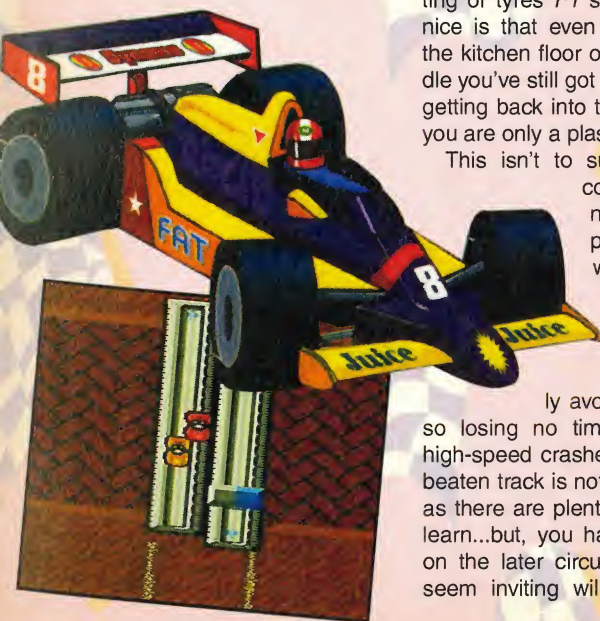 ting of tyres
nice is that even
the kitchen floor o
dle you've still got
getting back into t
you are only a plas
This isn't to su
co
n
p
w
ly avo
so losing no tim
high-speed crashe
beaten track is not
as there are plent
learn...but, you ha
on the later circu
seem inviting wil
8
FAT
8
Juice
Juice